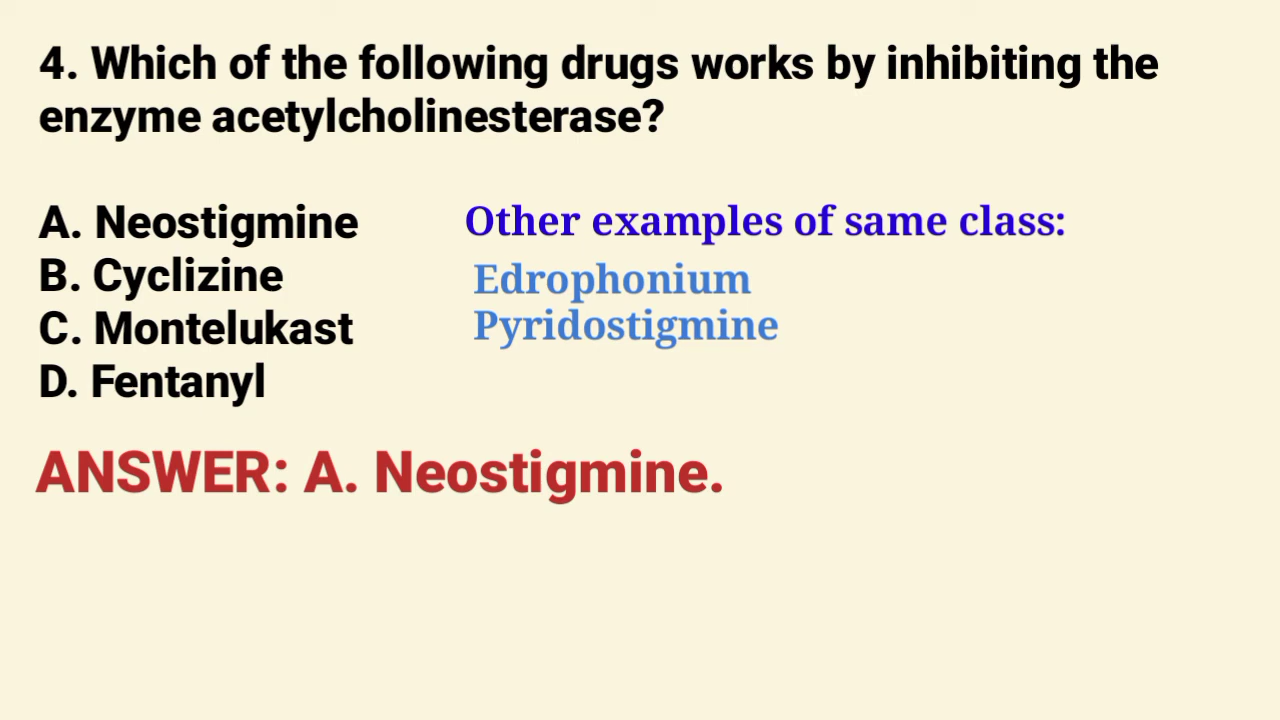 4. Which of the following drugs works by inhibiting the
enzyme acetylcholinesterase?
A. Neostigmine
B. Cyclizine
C. Montelukast
D. Fentanyl
Other examples of same class:
Edrophonium
Pyridostigmine
ANSWER: A. Neostigmine.